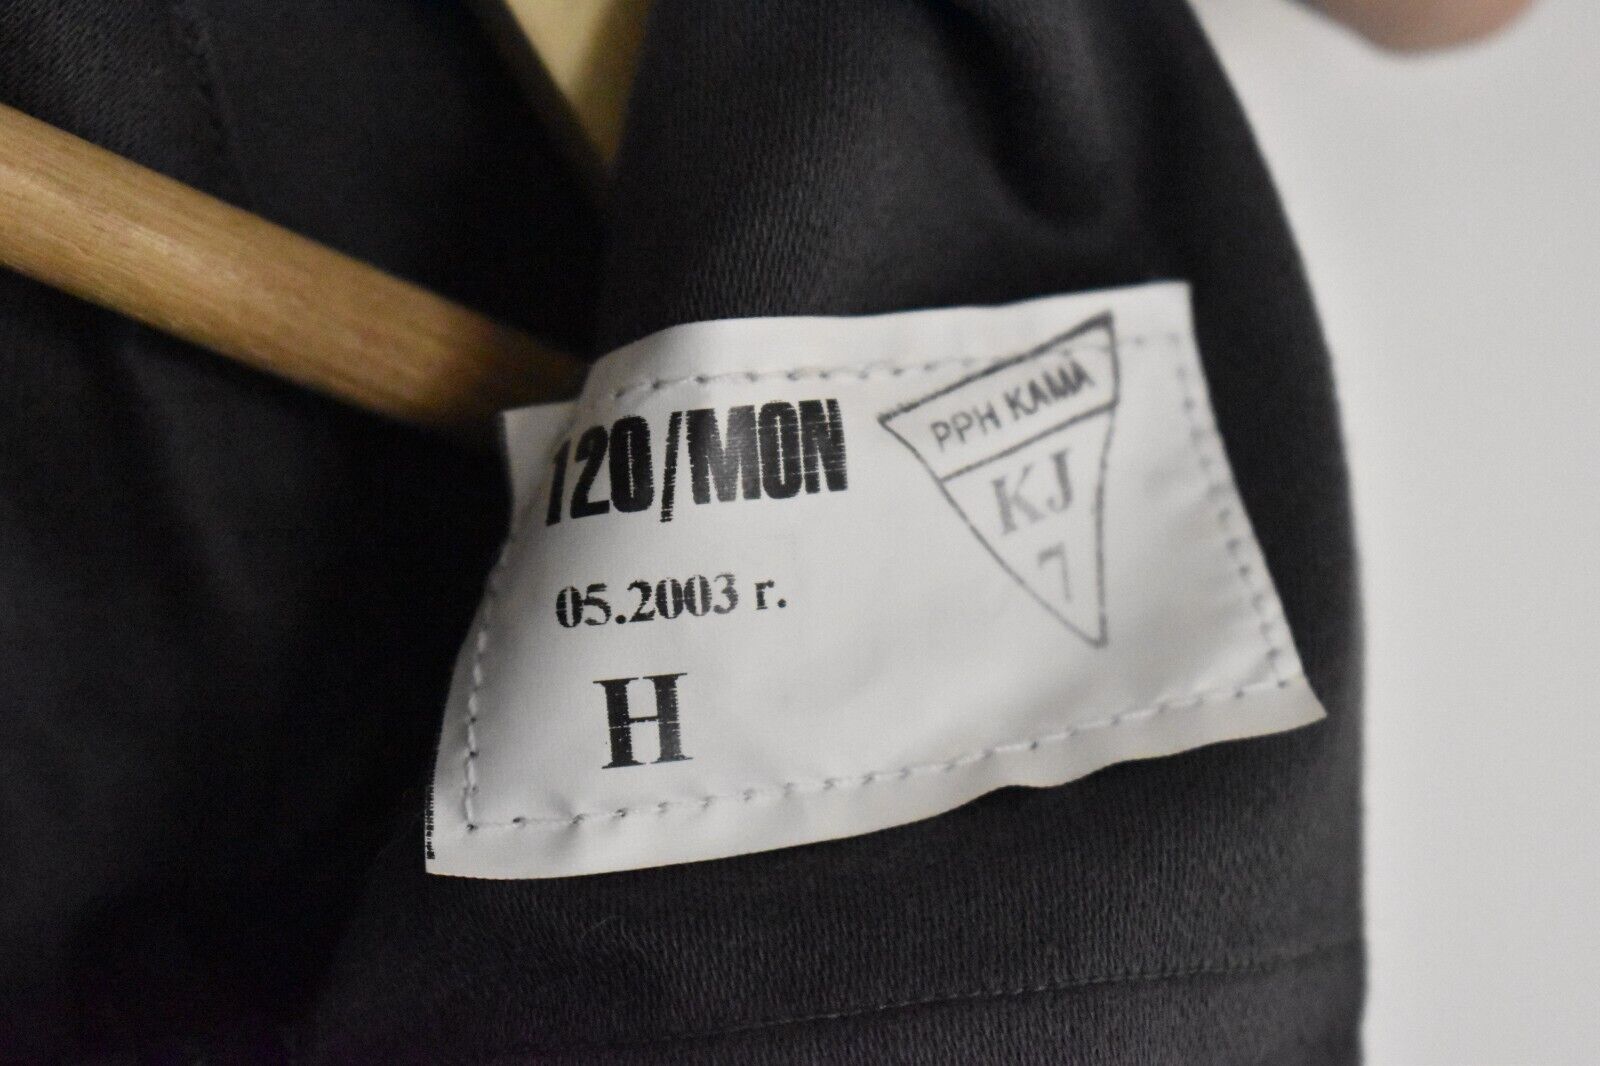 120/MON
05.2003 r.
H
PPH KAMA
KJ
7